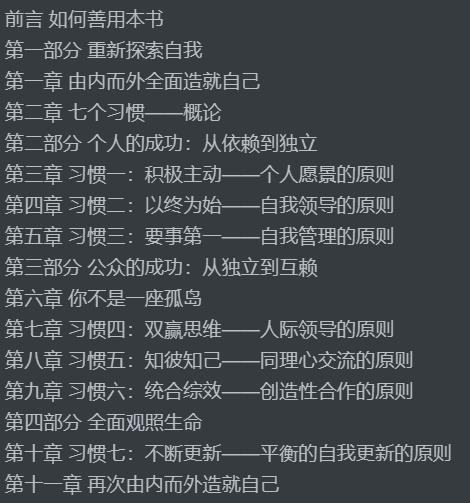 前言 如何善用本书
第一部分 重新探索自我
第一章 由内而外全面造就自己
第二章 七个习惯——概论
第二部分 个人的成功：从依赖到独立
第三章 习惯一：积极主动——个人愿景的原则
第四章 习惯二：以终为始——自我领导的原则
第五章 习惯三：要事第一——自我管理的原则
第三部分 公众的成功：从独立到互赖
第六章 你不是一座孤岛
第七章 习惯四：双赢思维——人际领导的原则
第八章 习惯五：知彼知己——同理心交流的原则
第九章 习惯六：统合综效——创造性合作的原则
第四部分 全面观照生命
第十章 习惯七：不断更新——平衡的自我更新的原则
第十一章 再次由内而外造就自己